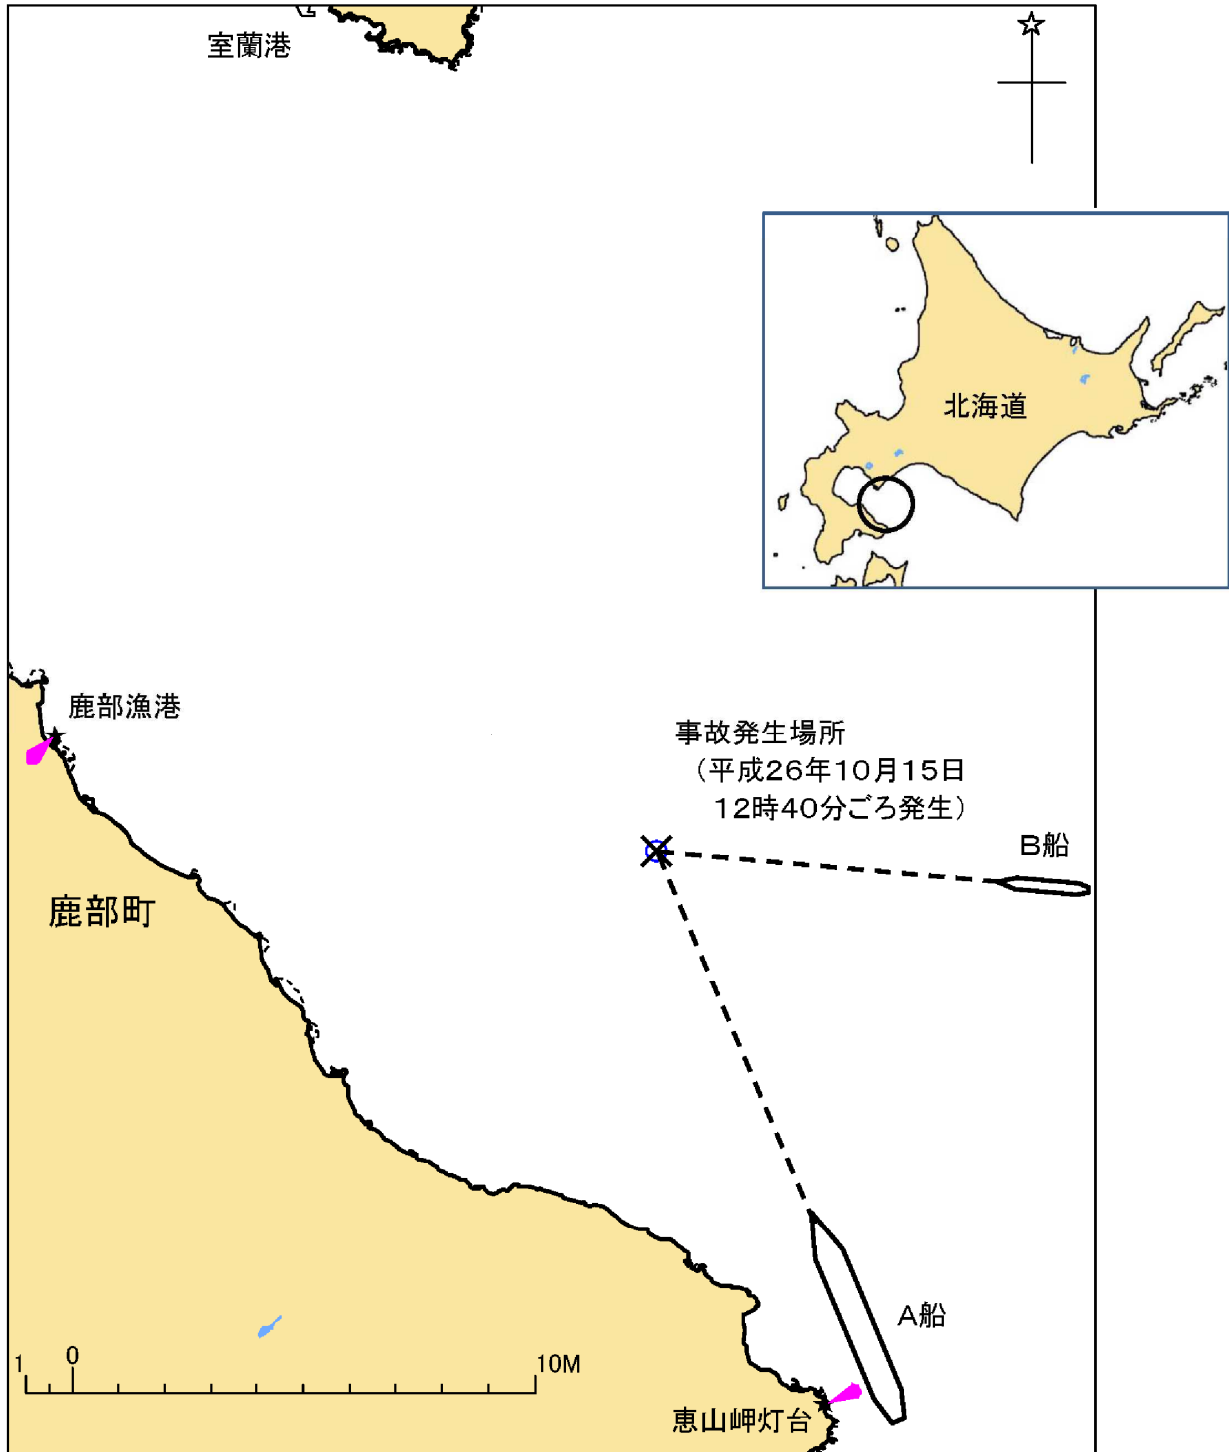 室蘭港
北海道
鹿部漁港
事故発生場所
（平成26年10月15日
12時40分ごろ発生）
B船
鹿部町
A船
1 0 10M
恵山岬灯台